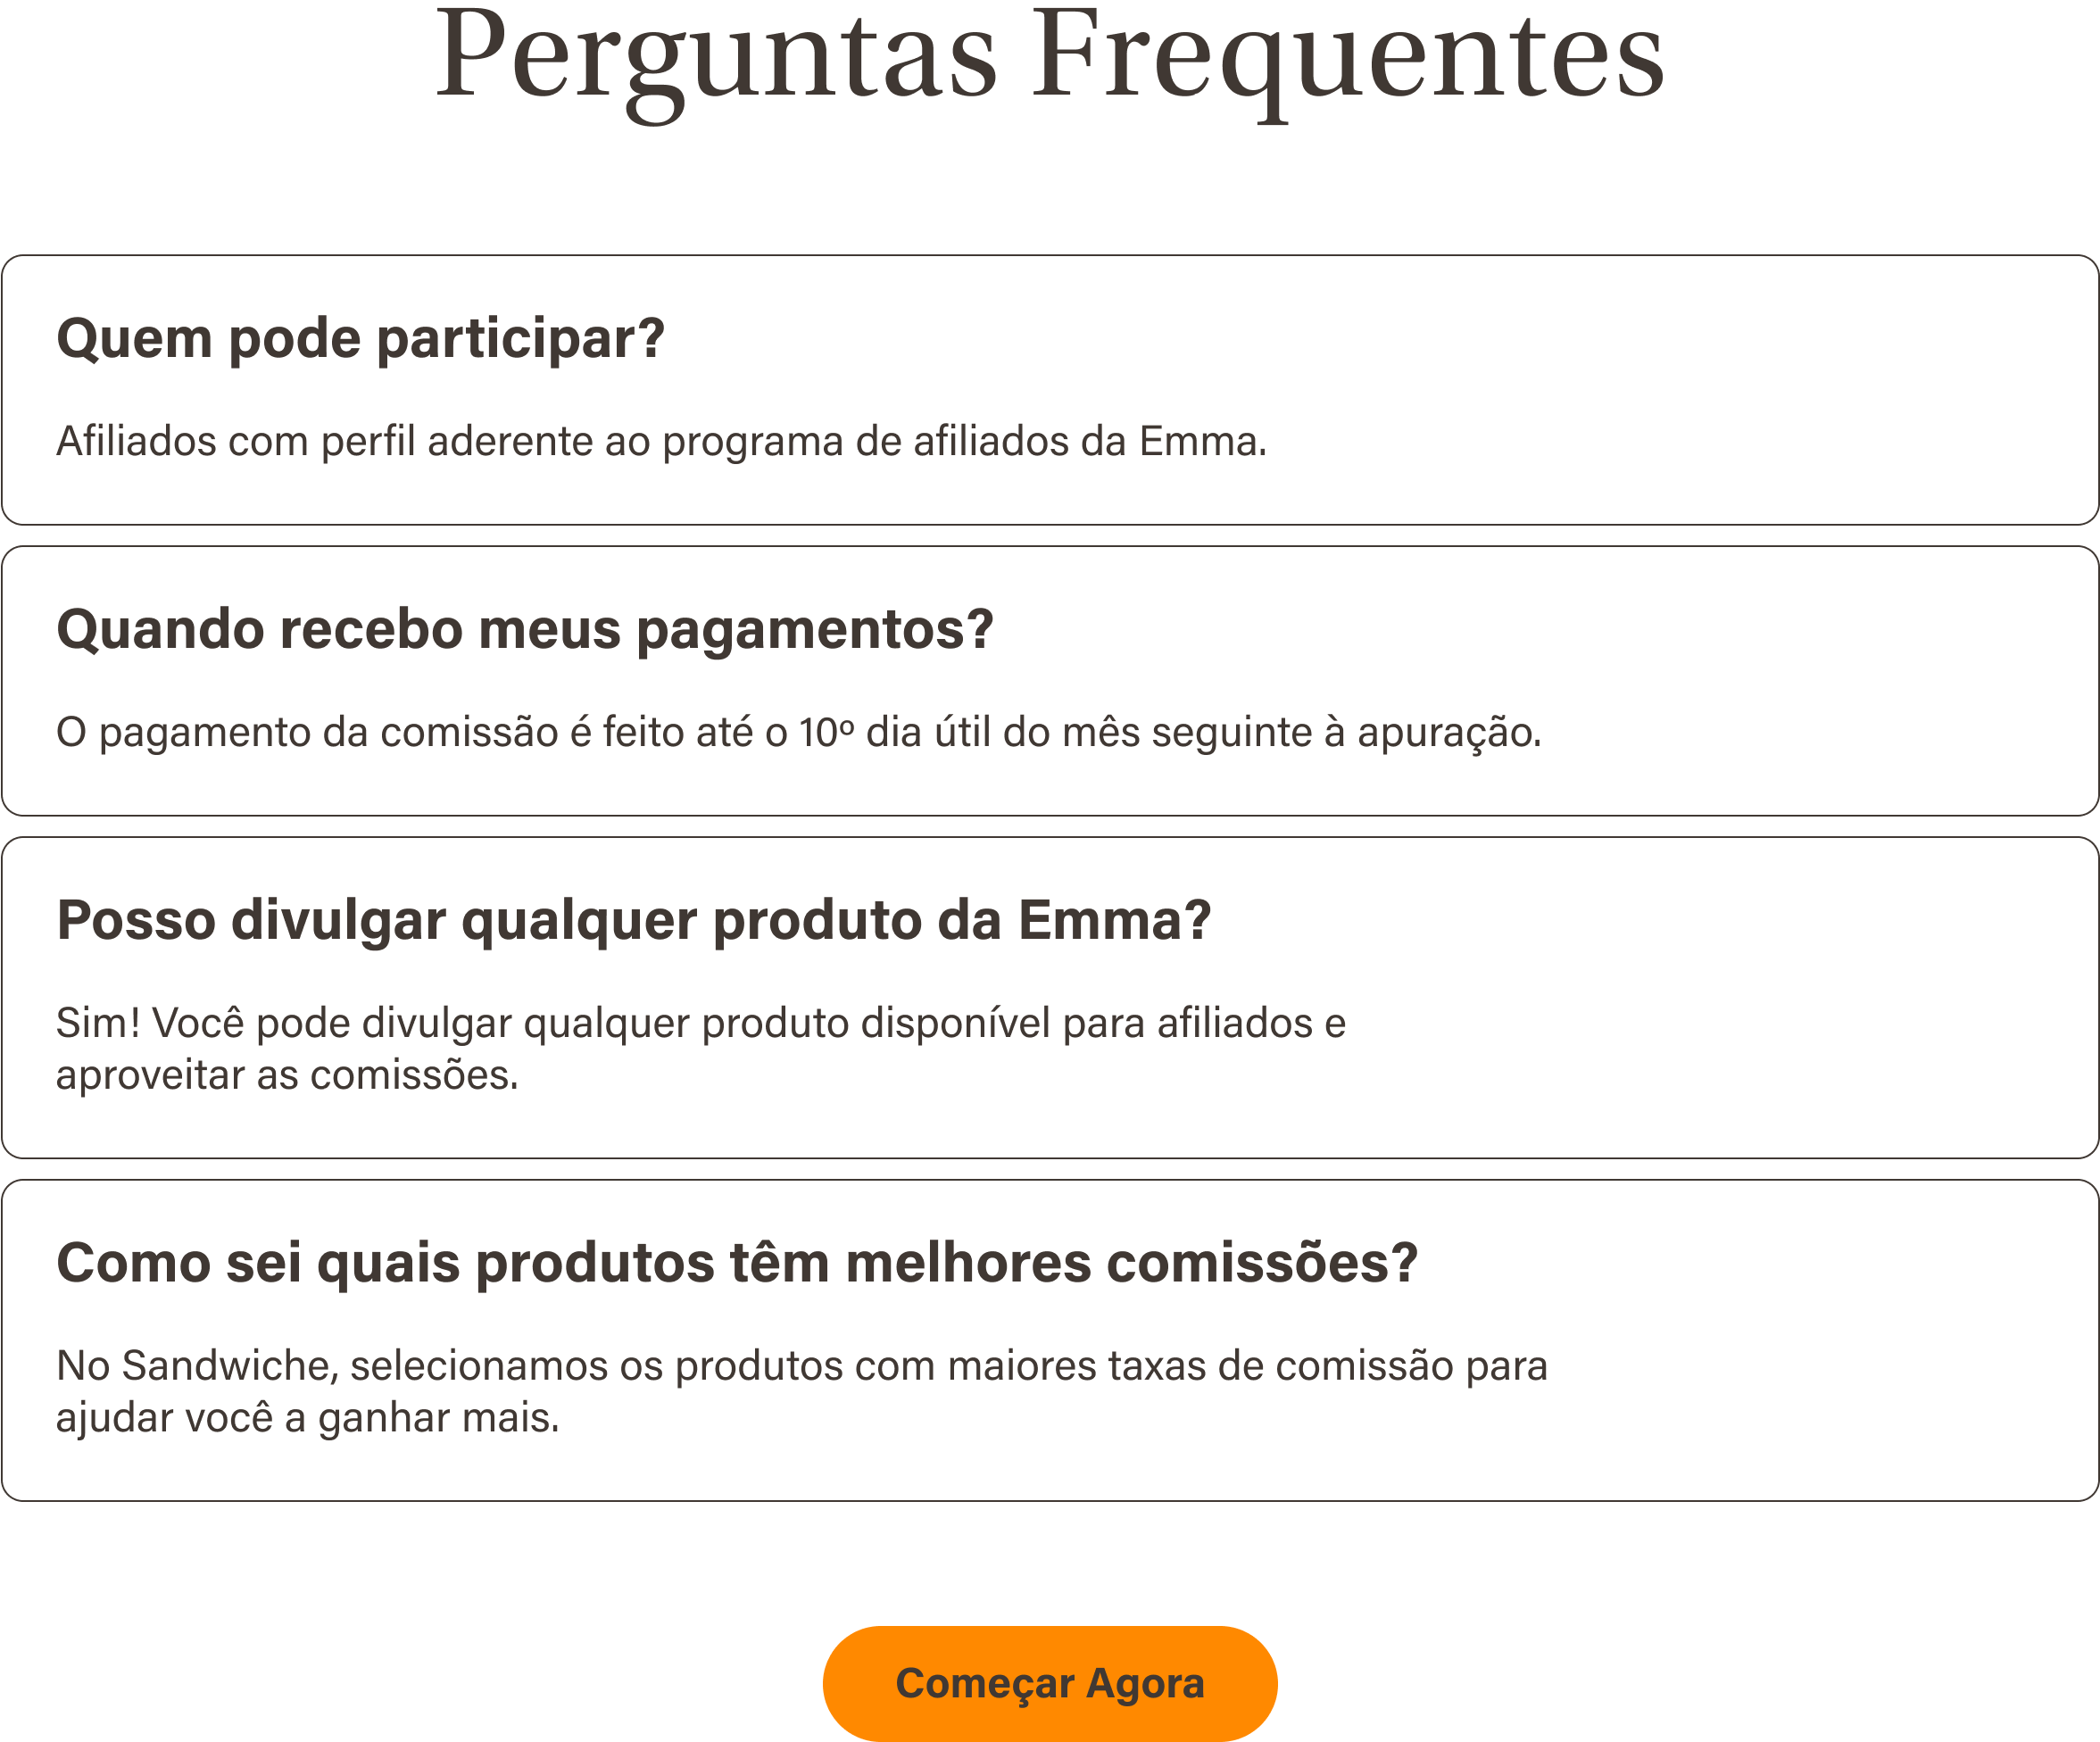 Perguntas Frequentes
Quem pode participar?
Afiliados com perfil aderente ao programa de afiliados da Emma.
Quando recebo meus pagamentos?
O pagamento da comissão é feito até o 10º dia útil do mês seguinte à apuração.
Posso divulgar qualquer produto da Emma?
Sim! Você pode divulgar qualquer produto disponível para afiliados e
aproveitar as comissões.
Como sei quais produtos têm melhores comissões?
No Sandwiche, selecionamos os produtos com maiores taxas de comissão para
ajudar você a ganhar mais.
Começar Agora